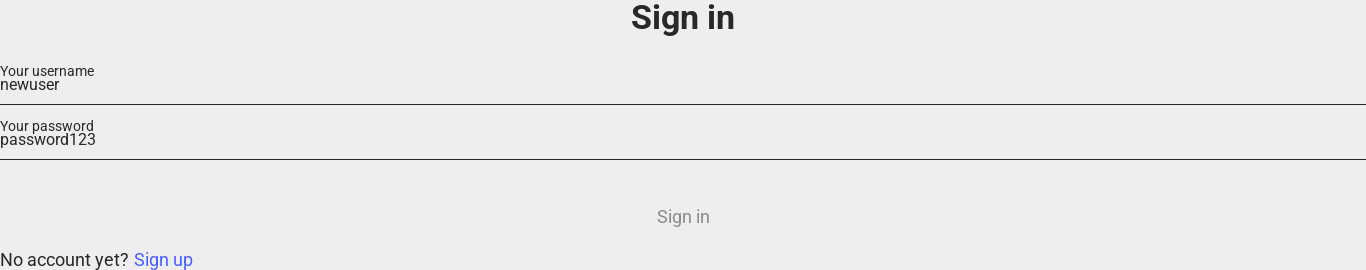 Sign in
Your username
newuser
Your password
password123
Sign in
No account yet? Sign up